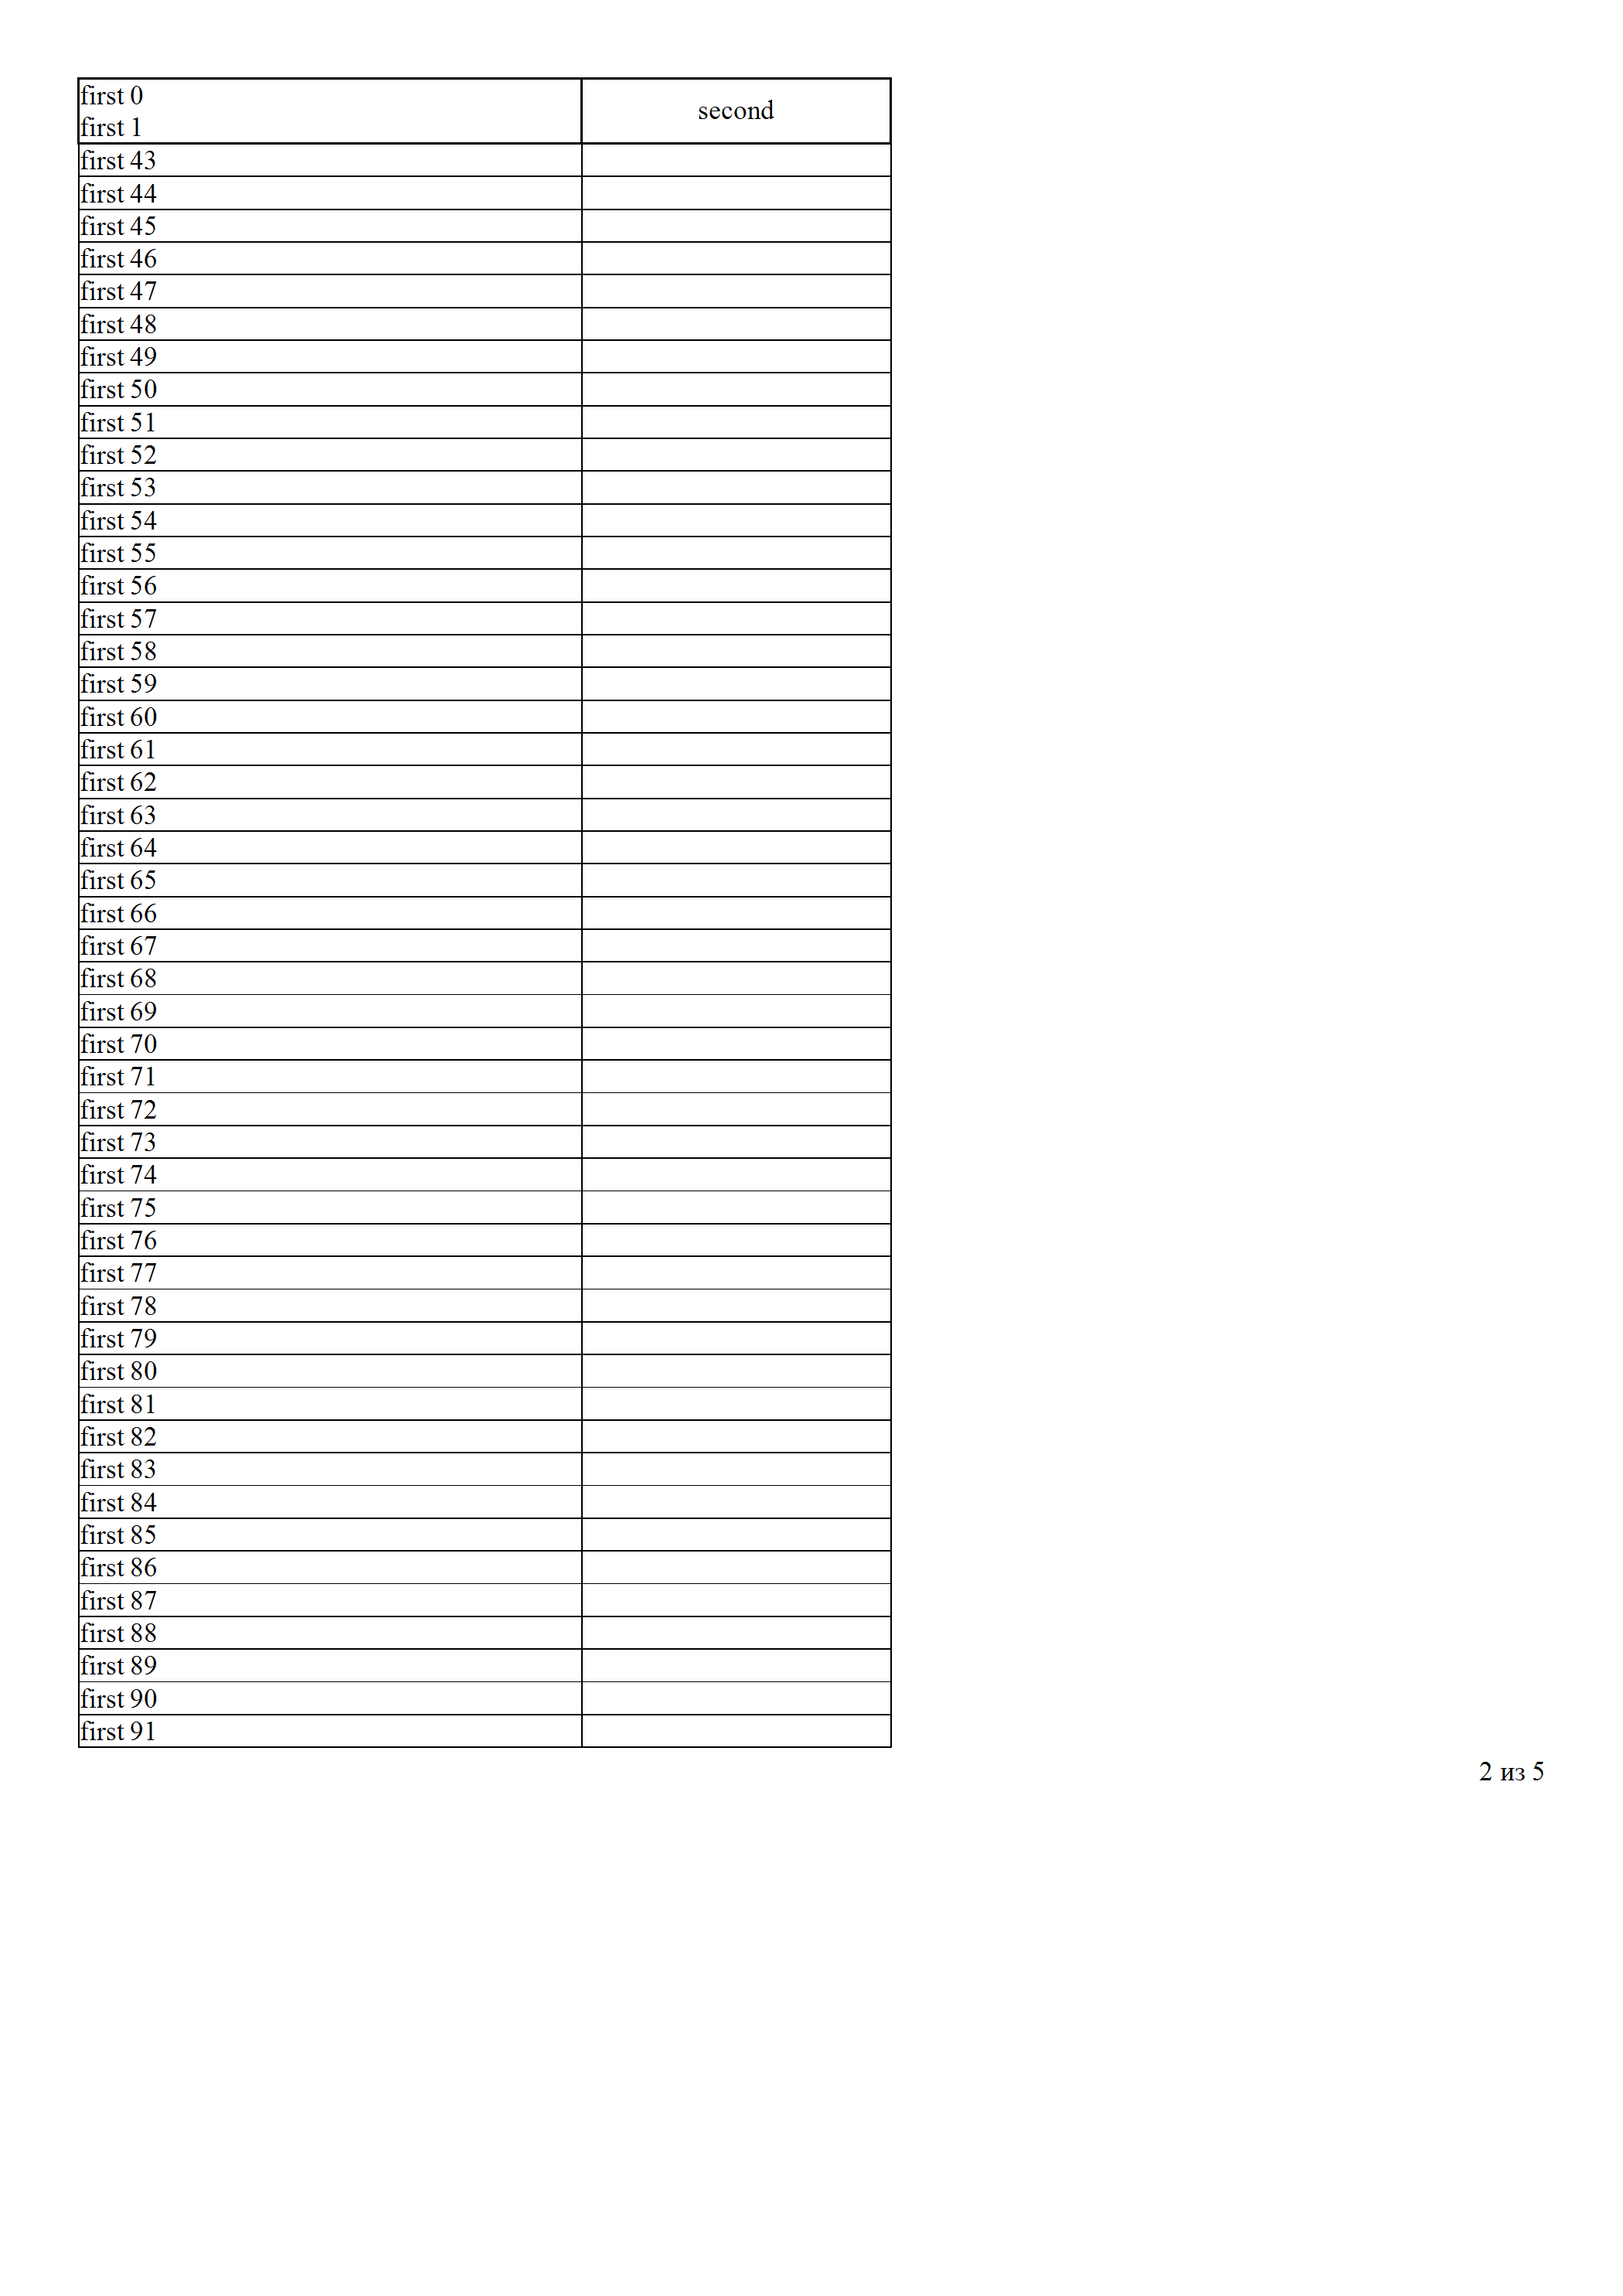 first 0
first 1
second
first 43
first 44
first 45
first 46
first 47
first 48
first 49
first 50
first 51
first 52
first 53
first 54
first 55
first 56
first 57
first 58
first 59
first 60
first 61
first 62
first 63
first 64
first 65
first 66
first 67
first 68
first 69
first 70
first 71
first 72
first 73
first 74
first 75
first 76
first 77
first 78
first 79
first 80
first 81
first 82
first 83
first 84
first 85
first 86
first 87
first 88
first 89
first 90
first 91
2 из 5